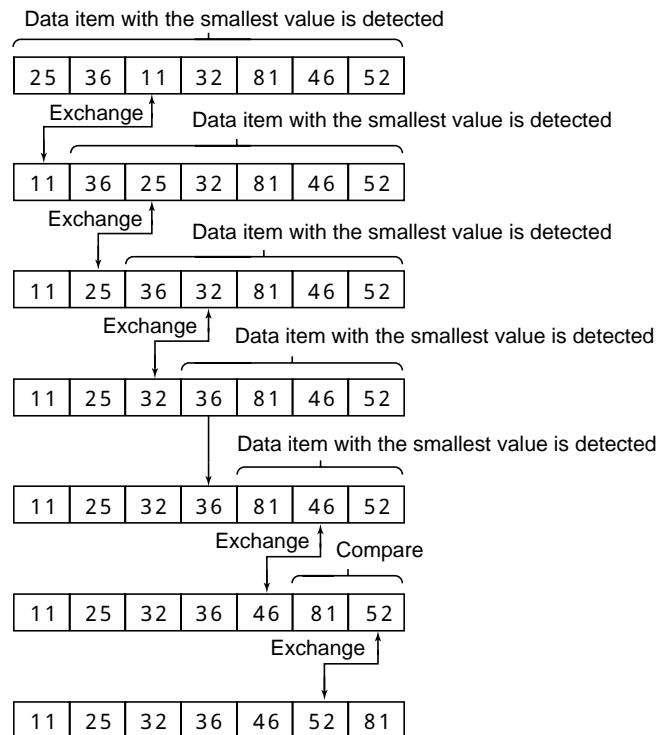 Data item with the smallest value is detected
25 36 11 32 81 46 52
Exchange
Data item with the smallest value is detected
11 36 25 32 81 46 52
Exchange
Data item with the smallest value is detected
11 25 36 32 81 46 52
Exchange
Data item with the smallest value is detected
11 25 32 36 81 46 52
Data item with the smallest value is detected
11 25 32 36 81 46 52
Exchange
Compare
11 25 32 36 46 81 52
Exchange
11 25 32 36 46 52 81